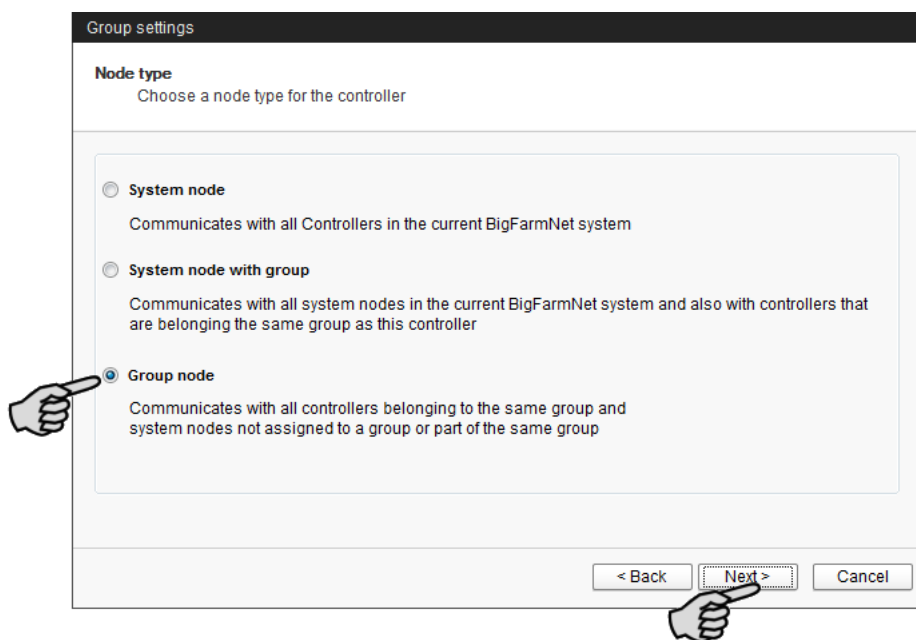 Group settings
Node type
Choose a node type for the controller
System node
Communicates with all Controllers in the current BigFarmNet system
System node with group
Communicates with all system nodes in the current BigFarmNet system and also with controllers that
are belonging the same group as this controller
Group node
Communicates with all controllers belonging to the same group and
system nodes not assigned to a group or part of the same group
< Back
Next >
Cancel